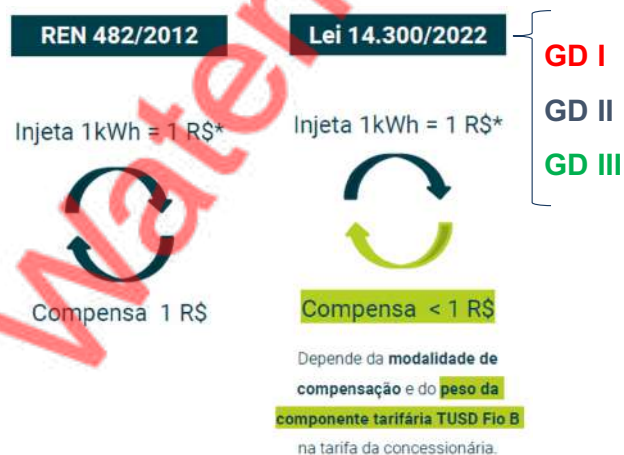 REN 482/2012
Injeta 1kWh = 1 R$*
Compensa 1 R$
Lei 14.300/2022
Injeta 1kWh = 1 R$*
Compensa < 1 R$
Depende da modalidade de
compensação e do peso da
componente tarifária TUSD Fio B
na tarifa da concessionária.
GD I
GD II
GD III
Water